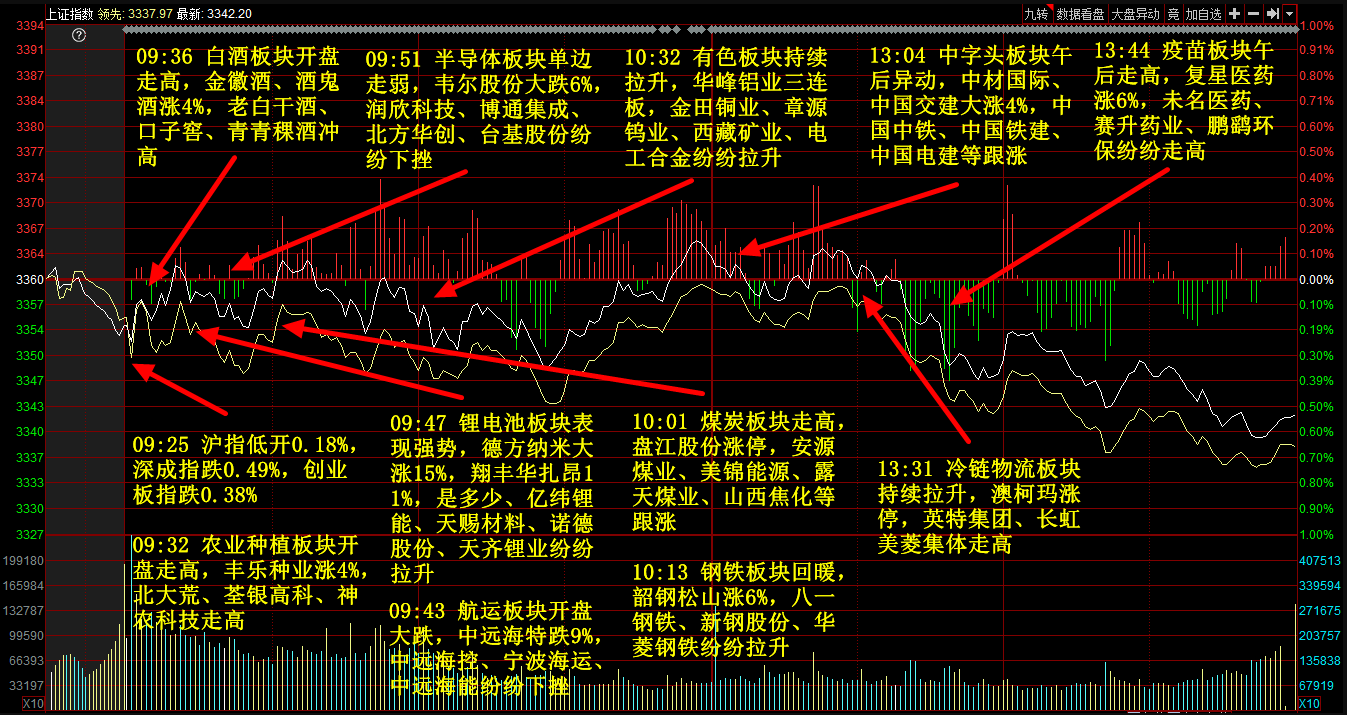 上证指数 领先: 3337.97 最新: 3342.20
九转 数据看盘 大盘异动 竞 加自选
3394
3391
3387
3384
3380
3377
3374
3370
3367
3364
3360
3357
3354
3350
3347
3343
3340
3337
3333
3330
3327
199180
165984
132787
99590
66393
33197
X10
1.00%
0.91%
0.80%
0.71%
0.60%
0.50%
0.40%
0.30%
0.20%
0.10%
0.00%
0.10%
0.19%
0.30%
0.39%
0.50%
0.60%
0.70%
0.80%
0.90%
1.00%
407513
339594
271675
203757
135838
67919
X10
09:36 白酒板块开盘
走高，金徽酒、酒鬼
酒涨4%，老白干酒、
口子窖、青青稞酒冲
高
09:51 半导体板块单边
走弱，韦尔股份大跌6%，
润欣科技、博通集成、
北方华创、台基股份纷
纷下挫
10:32 有色板块持续
拉升，华峰铝业三连
板，金田铜业、章源
钨业、西藏矿业、电
工合金纷纷拉升
13:04 中字头板块午
后异动，中材国际、
中国交建大涨4%，中
国中铁、中国铁建、
中国电建等跟涨
13:44 疫苗板块午
后走高，复星医药
涨6%，未名医药、
赛升药业、鹏鹞环
保纷纷走高
09:25 沪指低开0.18%，
深成指跌0.49%，创业
板指跌0.38%
09:32 农业种植板块开
盘走高，丰乐种业涨4%，
北大荒、荃银高科、神
农科技走高
09:47 锂电池板块表
现强势，德方纳米大
涨15%，翔丰华扎昂1
1%，是多少、亿纬锂
能、天赐材料、诺德
股份、天齐锂业纷纷
拉升
09:43 航运板块开盘
大跌，中远海特跌9%，
中远海控、宁波海运、
中远海能纷纷下挫
10:01 煤炭板块走高，
盘江股份涨停，安源
煤业、美锦能源、露
天煤业、山西焦化等
跟涨
10:13 钢铁板块回暖，
韶钢松山涨6%，八一
钢铁、新钢股份、华
菱钢铁纷纷拉升
13:31 冷链物流板块
持续拉升，澳柯玛涨
停，英特集团、长虹
美菱集体走高